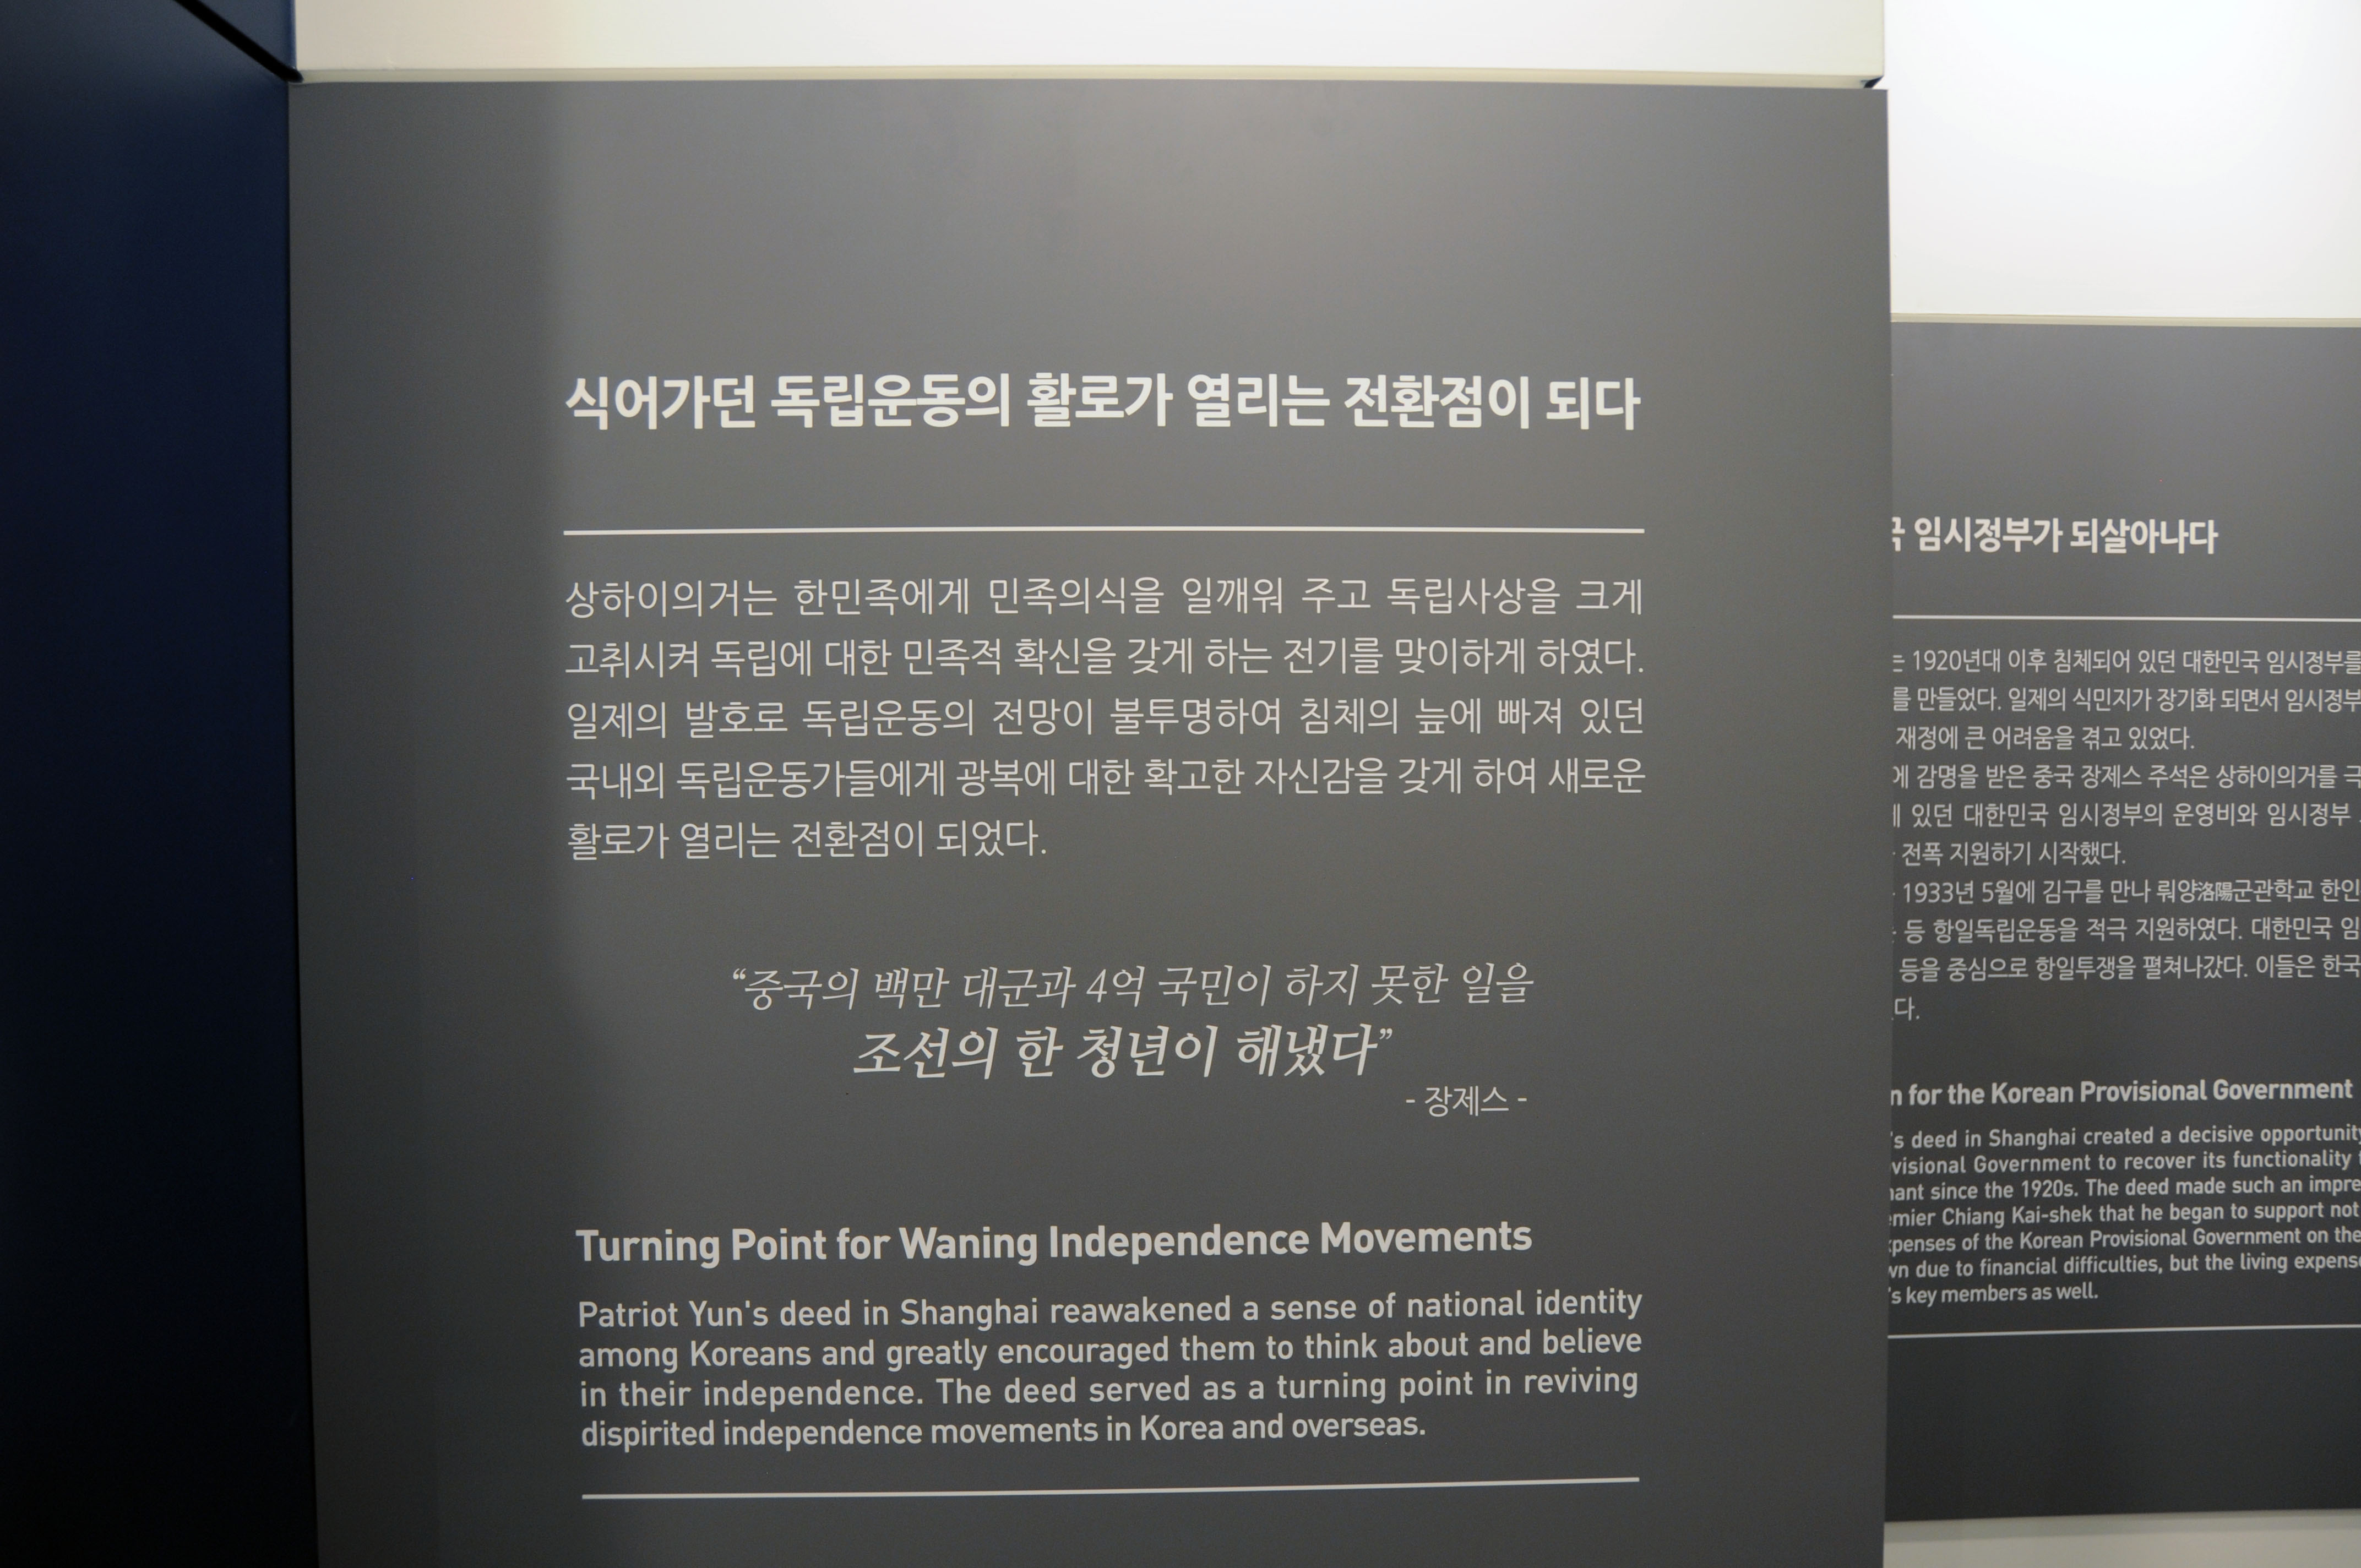 식어가던 독립운동의 활로가 열리는 전환점이 되다
상하이의거는 한민족에게 민족의식을 일깨워 주고 독립사상을 크게
고취시켜 독립에 대한 민족적 확신을 갖게 하는 전기를 맞이하게 하였다.
일제의 발호로 독립운동의 전망이 불투명하여 침체의 늪에 빠져 있던
국내외 독립운동가들에게 광복에 대한 확고한 자신감을 갖게 하여 새로운
활로가 열리는 전환점이 되었다.
“중국의 백만 대군과 4억 국민이 하지 못한 일을
조선의 한 청년이 해냈다”
- 장제스 -
Turning Point for Waning Independence Movements
Patriot Yun's deed in Shanghai reawakened a sense of national identity
among Koreans and greatly encouraged them to think about and believe
in their independence. The deed served as a turning point in reviving
dispirited independence movements in Korea and overseas.
임시정부가 되살아나다
1920년대 이후 침체되어 있던 대한민국 임시정부를
를 만들었다. 일제의 식민지가 장기화 되면서 임시정부
재정에 큰 어려움을 겪고 있었다.
에 감명을 받은 중국 장제스 주석은 상하이의거를 극
있던 대한민국 임시정부의 운영비와 임시정부
전폭 지원하기 시작했다.
1933년 5월에 김구를 만나 뤄양洛陽군관학교 한인
등 항일독립운동을 적극 지원하였다. 대한민국 임
등을 중심으로 항일투쟁을 펼쳐나갔다. 이들은 한국
다.
n for the Korean Provisional Government
's deed in Shanghai created a decisive opportunity
visional Government to recover its functionality
nant since the 1920s. The deed made such an impre
emier Chiang Kai-shek that he began to support not
penses of the Korean Provisional Government on the
wn due to financial difficulties, but the living expense
's key members as well.